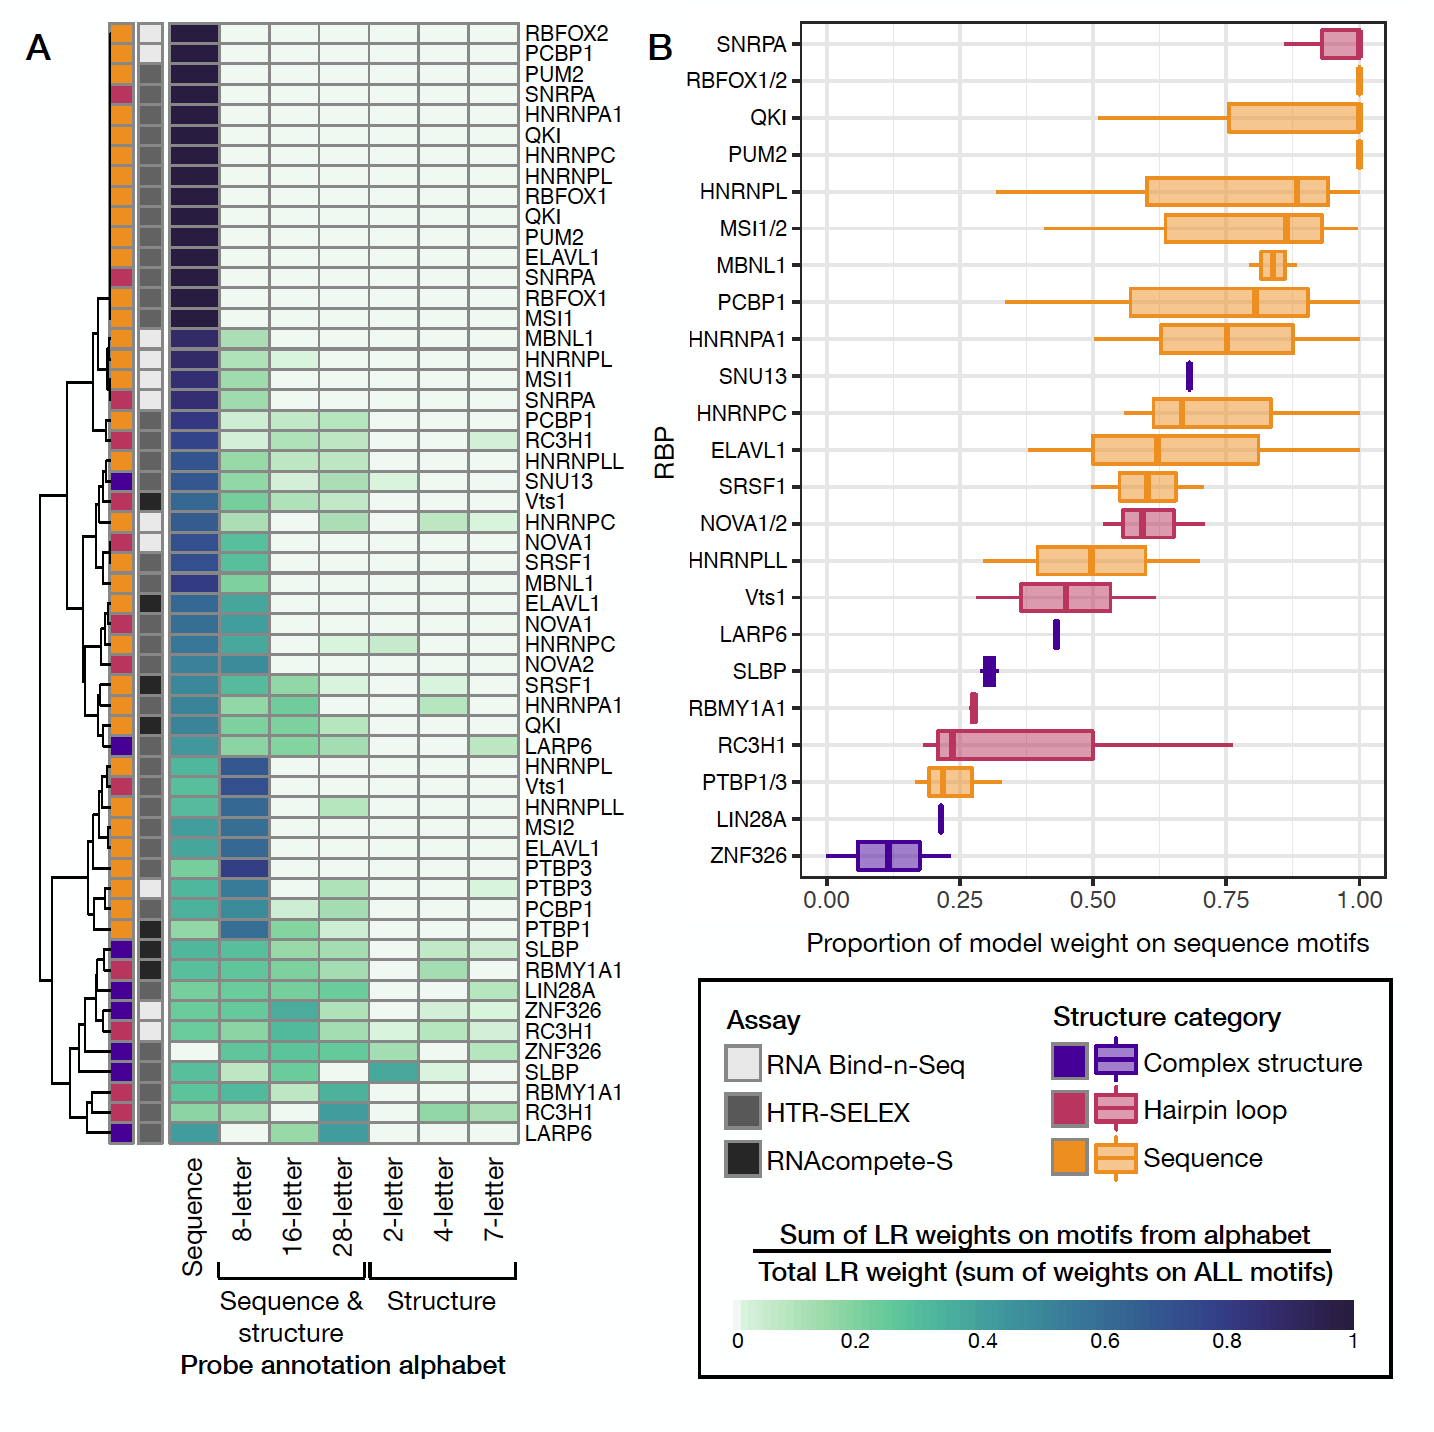 A
RBFOX2
PCBP1
PUM2
SNRPA
HNRNPA1
QKI
HNRNPC
HNRNPL
RBFOX1
QKI
PUM2
ELAVL1
SNRPA
RBFOX1
MSI1
MBNL1
HNRNPL
MSI1
SNRPA
PCBP1
RC3H1
HNRNPLL
SNU13
Vts1
HNRNPC
NOVA1
SRSF1
MBNL1
ELAVL1
NOVA1
HNRNPC
NOVA2
SRSF1
HNRNPA1
QKI
LARP6
HNRNPL
Vts1
HNRNPLL
MSI2
ELAVL1
PTBP3
PTBP3
PCBP1
PTBP1
SLBP
RBMY1A1
LIN28A
ZNF326
RC3H1
ZNF326
SLBP
RBMY1A1
RC3H1
LARP6
Sequence
8-letter
16-letter
28-letter
2-letter
4-letter
7-letter
Sequence &
structure
Structure
Probe annotation alphabet
B
RBP
SNRPA
RBFOX1/2
QKI
PUM2
HNRNPL
MSI1/2
MBNL1
PCBP1
HNRNPA1
SNU13
HNRNPC
ELAVL1
SRSF1
NOVA1/2
HNRNPLL
Vts1
LARP6
SLBP
RBMY1A1
RC3H1
PTBP1/3
LIN28A
ZNF326
0.00 0.25 0.50 0.75 1.00
Proportion of model weight on sequence motifs
Assay
RNA Bind-n-Seq
HTR-SELEX
RNAcompete-S
Structure category
Complex structure
Hairpin loop
Sequence
Sum of LR weights on motifs from alphabet
Total LR weight (sum of weights on ALL motifs)
0 0.2 0.4 0.6 0.8 1